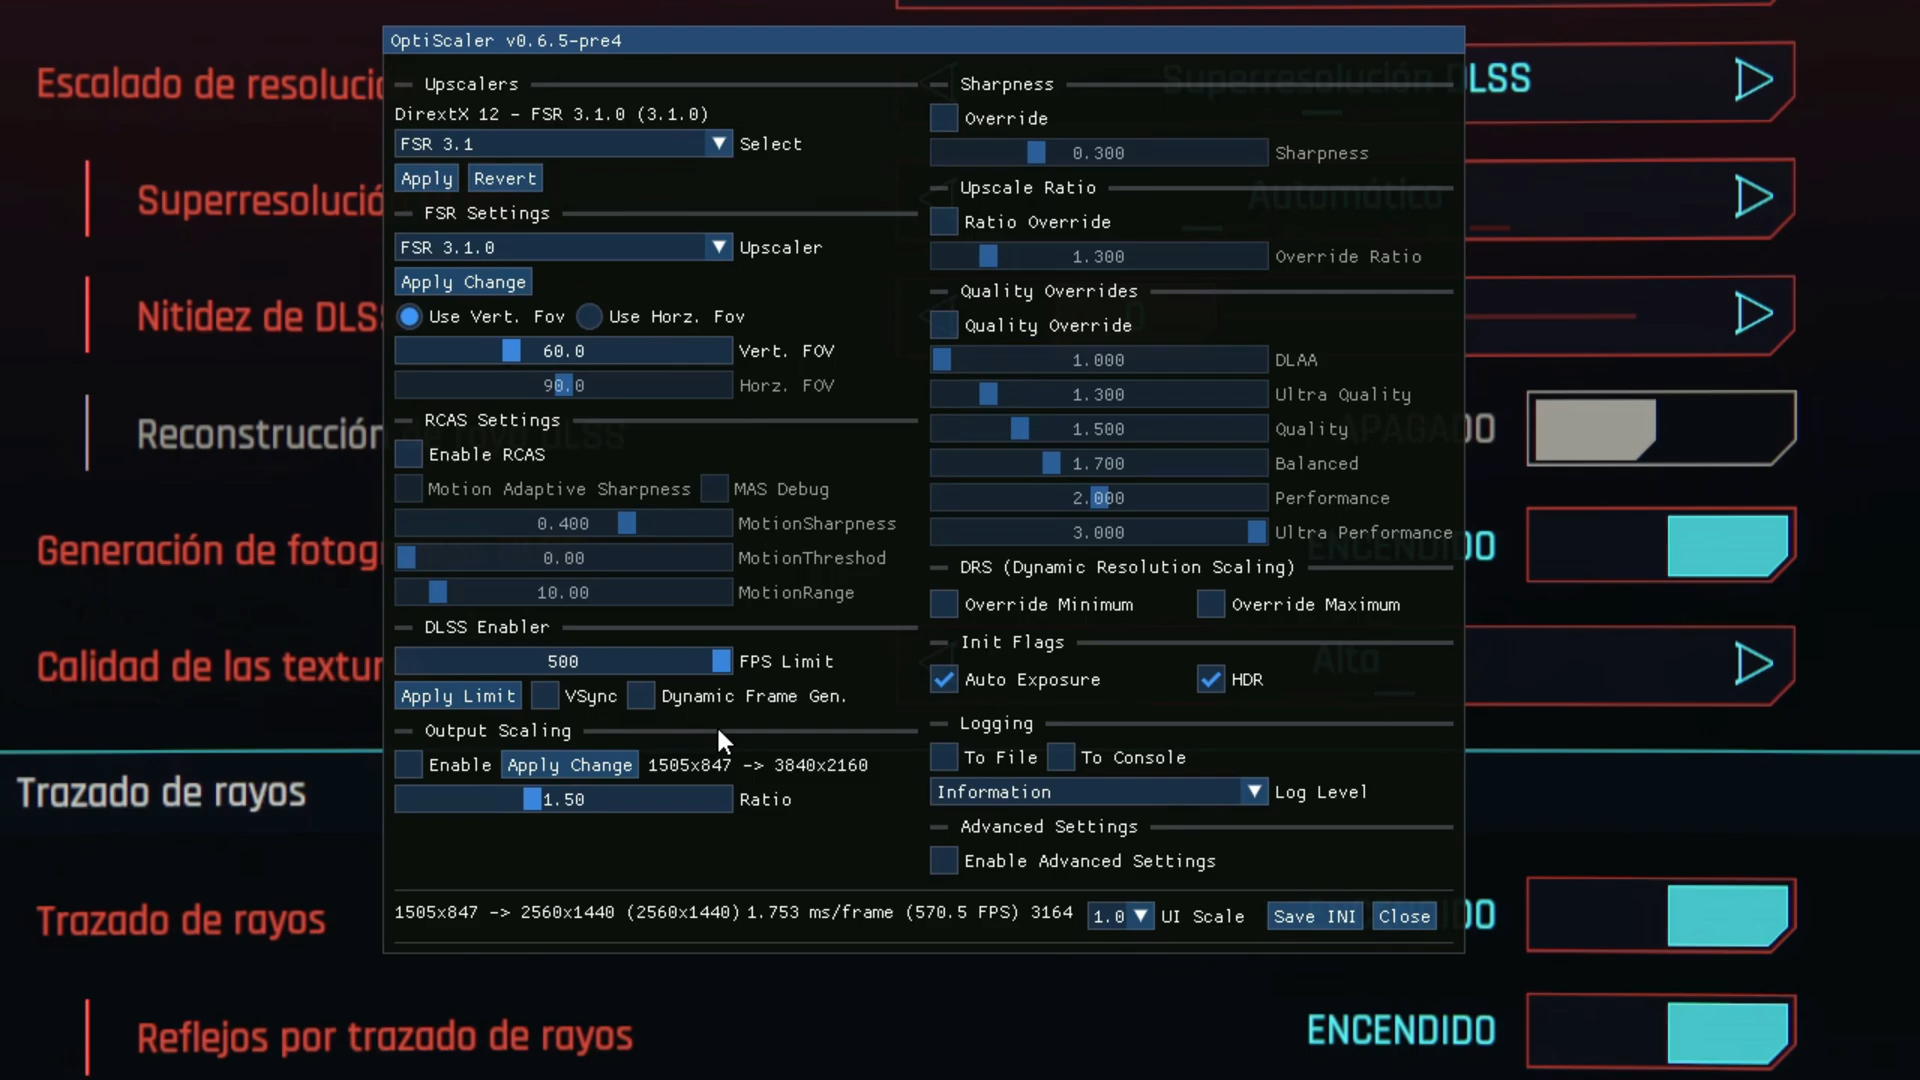 OptiScaler v0.6.5-pre4
Upscalers
DirextX 12 - FSR 3.1.0 (3.1.0)
FSR 3.1 Select
Apply Revert
FSR Settings
FSR 3.1.0 Upscaler
Apply Change
Use Vert. Fov Use Horz. Fov
60.0 Vert. FOV
90.0 Horz. FOV
RCAS Settings
Enable RCAS
Motion Adaptive Sharpness MAS Debug
0.400 MotionSharpness
0.00 MotionThreshod
10.00 MotionRange
DLSS Enabler
500 FPS Limit
Apply Limit VSync Dynamic Frame Gen.
Output Scaling
Enable Apply Change 1505x847 -> 3840x2160
1.50 Ratio
Sharpness
Override
0.300 Sharpness
Upscale Ratio
Ratio Override
1.300 Override Ratio
Quality Overrides
Quality Override
1.000 DLAA
1.300 Ultra Quality
1.500 Quality
1.700 Balanced
2.000 Performance
3.000 Ultra Performance
DRS (Dynamic Resolution Scaling)
Override Minimum Override Maximum
Init Flags
Auto Exposure HDR
Logging
To File To Console
Information Log Level
Advanced Settings
Enable Advanced Settings
1505x847 -> 2560x1440 (2560x1440) 1.753 ms/frame (570.5 FPS) 3164 1.0 UI Scale Save INI Close
Escalado de resoluci Superresolución DLSS
Superresolució Automático
Nitidez de DLS 0
Reconstrucción DLSS APAGADO
Generación de fotog ENCENDIDO
Calidad de las textur Alto
Trazado de rayos
Trazado de rayos DO
Reflejos por trazado de rayos ENCENDIDO